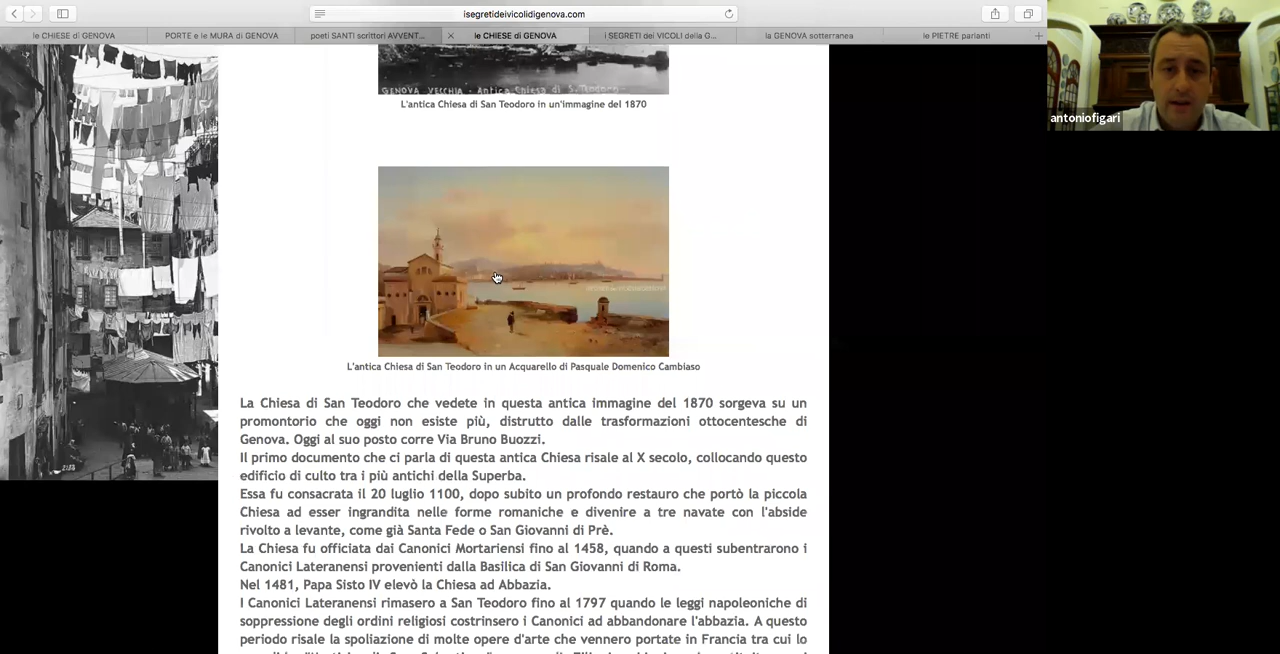 isegretideivicolidigenova.com
le CHIESE di GENOVA
PORTE e le MURA di GENOVA
poeti SANTI scrittori AVVENT...
le CHIESE di GENOVA
i SEGRETI dei VICOLI della G...
la GENOVA sotterranea
le PIETRE parlanti
antoniofigari
GENOVA VECCHIA - Antica Chiesa di S. Teodoro
L'antica Chiesa di San Teodoro in un'immagine del 1870
L'antica Chiesa di San Teodoro in un Acquarello di Pasquale Domenico Cambiaso
La Chiesa di San Teodoro che vedete in questa antica immagine del 1870 sorgeva su un
promontorio che oggi non esiste più, distrutto dalle trasformazioni ottocentesche di
Genova. Oggi al suo posto corre Via Bruno Buozzi.
Il primo documento che ci parla di questa antica Chiesa risale al X secolo, collocando questo
edificio di culto tra i più antichi della Superba.
Essa fu consacrata il 20 luglio 1100, dopo subito un profondo restauro che portò la piccola
Chiesa ad esser ingrandita nelle forme romaniche e divenire a tre navate con l'abside
rivolto a levante, come già Santa Fede o San Giovanni di Prè.
La Chiesa fu officiata dai Canonici Mortariensi fino al 1458, quando a questi subentrarono i
Canonici Lateranensi provenienti dalla Basilica di San Giovanni di Roma.
Nel 1481, Papa Sisto IV elevò la Chiesa ad Abbazia.
I Canonici Lateranensi rimasero a San Teodoro fino al 1797 quando le leggi napoleoniche di
soppressione degli ordini religiosi costrinsero i Canonici ad abbandonare l'abbazia. A questo
periodo risale la spoliazione di molte opere d'arte che vennero portate in Francia tra cui lo